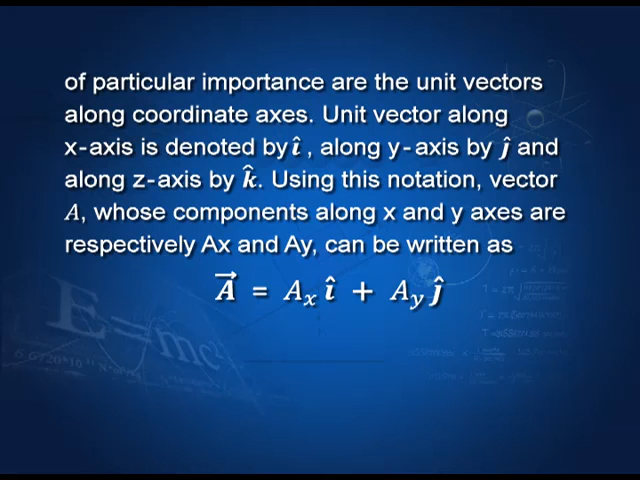 of particular importance are the unit vectors
along coordinate axes. Unit vector along
x-axis is denoted by î , along y-axis by ĵ and
along z-axis by k̂. Using this notation, vector
A, whose components along x and y axes are
respectively Ax and Ay, can be written as
A⃗ = Aₓ î + A_y ĵ
E=mc²